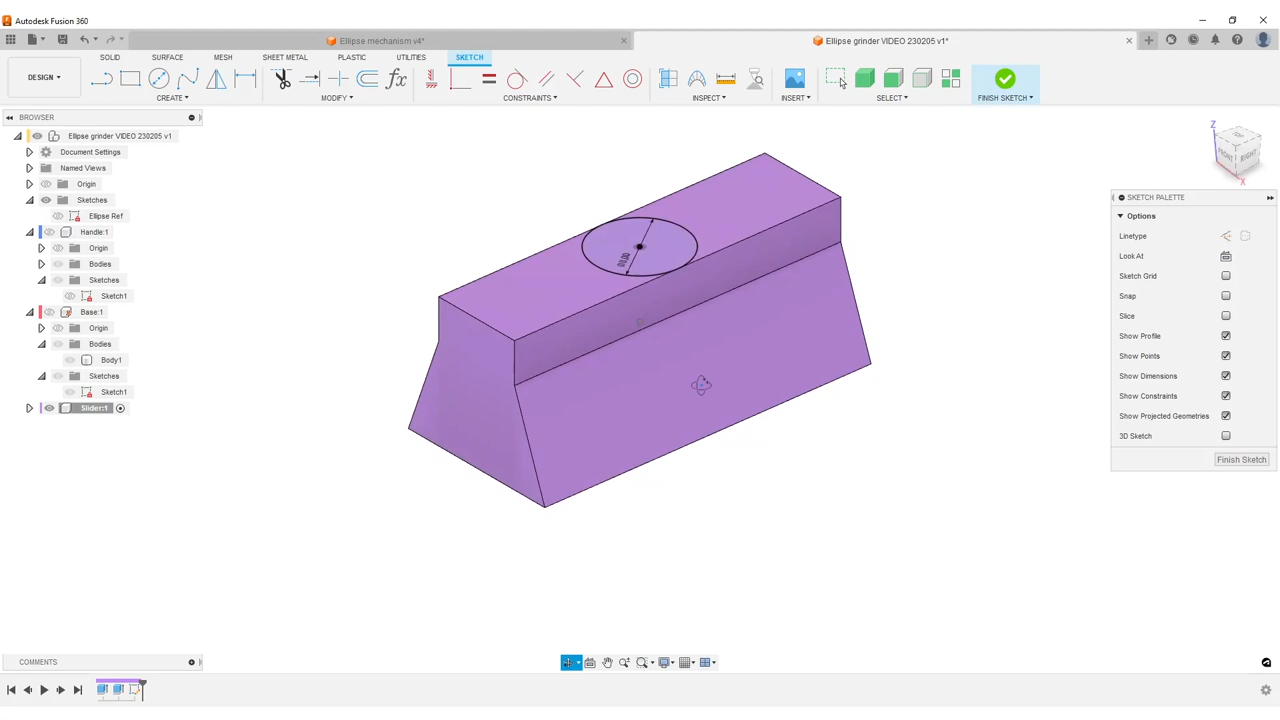 Autodesk Fusion 360
Ellipse mechanism v4*
Ellipse grinder VIDEO 230205 v1*
DESIGN
SOLID SURFACE MESH SHEET METAL PLASTIC UTILITIES SKETCH
CREATE MODIFY CONSTRAINTS INSPECT INSERT SELECT FINISH SKETCH
BROWSER
Ellipse grinder VIDEO 230205 v1
Document Settings
Named Views
Origin
Sketches
Ellipse Ref
Handle:1
Origin
Bodies
Sketches
Sketch1
Base:1
Origin
Bodies
Body1
Sketches
Sketch1
Slider:1
Z
TOP
FRONT
RIGHT
X
SKETCH PALETTE
Options
Linetype
Look At
Sketch Grid
Snap
Slice
Show Profile
Show Points
Show Dimensions
Show Constraints
Show Projected Geometries
3D Sketch
Finish Sketch
COMMENTS